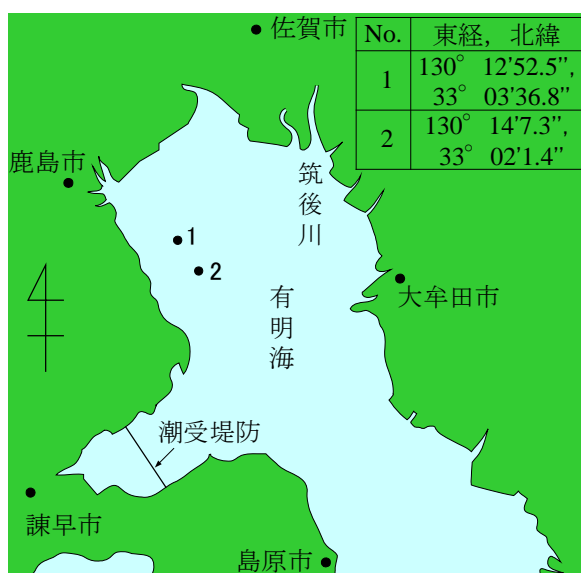 佐賀市
No. 東経, 北緯
1 130° 12'52.5”,
33° 03'36.8”
2 130° 14'7.3”,
33° 02'1.4”
鹿島市
筑後川
1
2
有明海
大牟田市
潮受堤防
諫早市
島原市